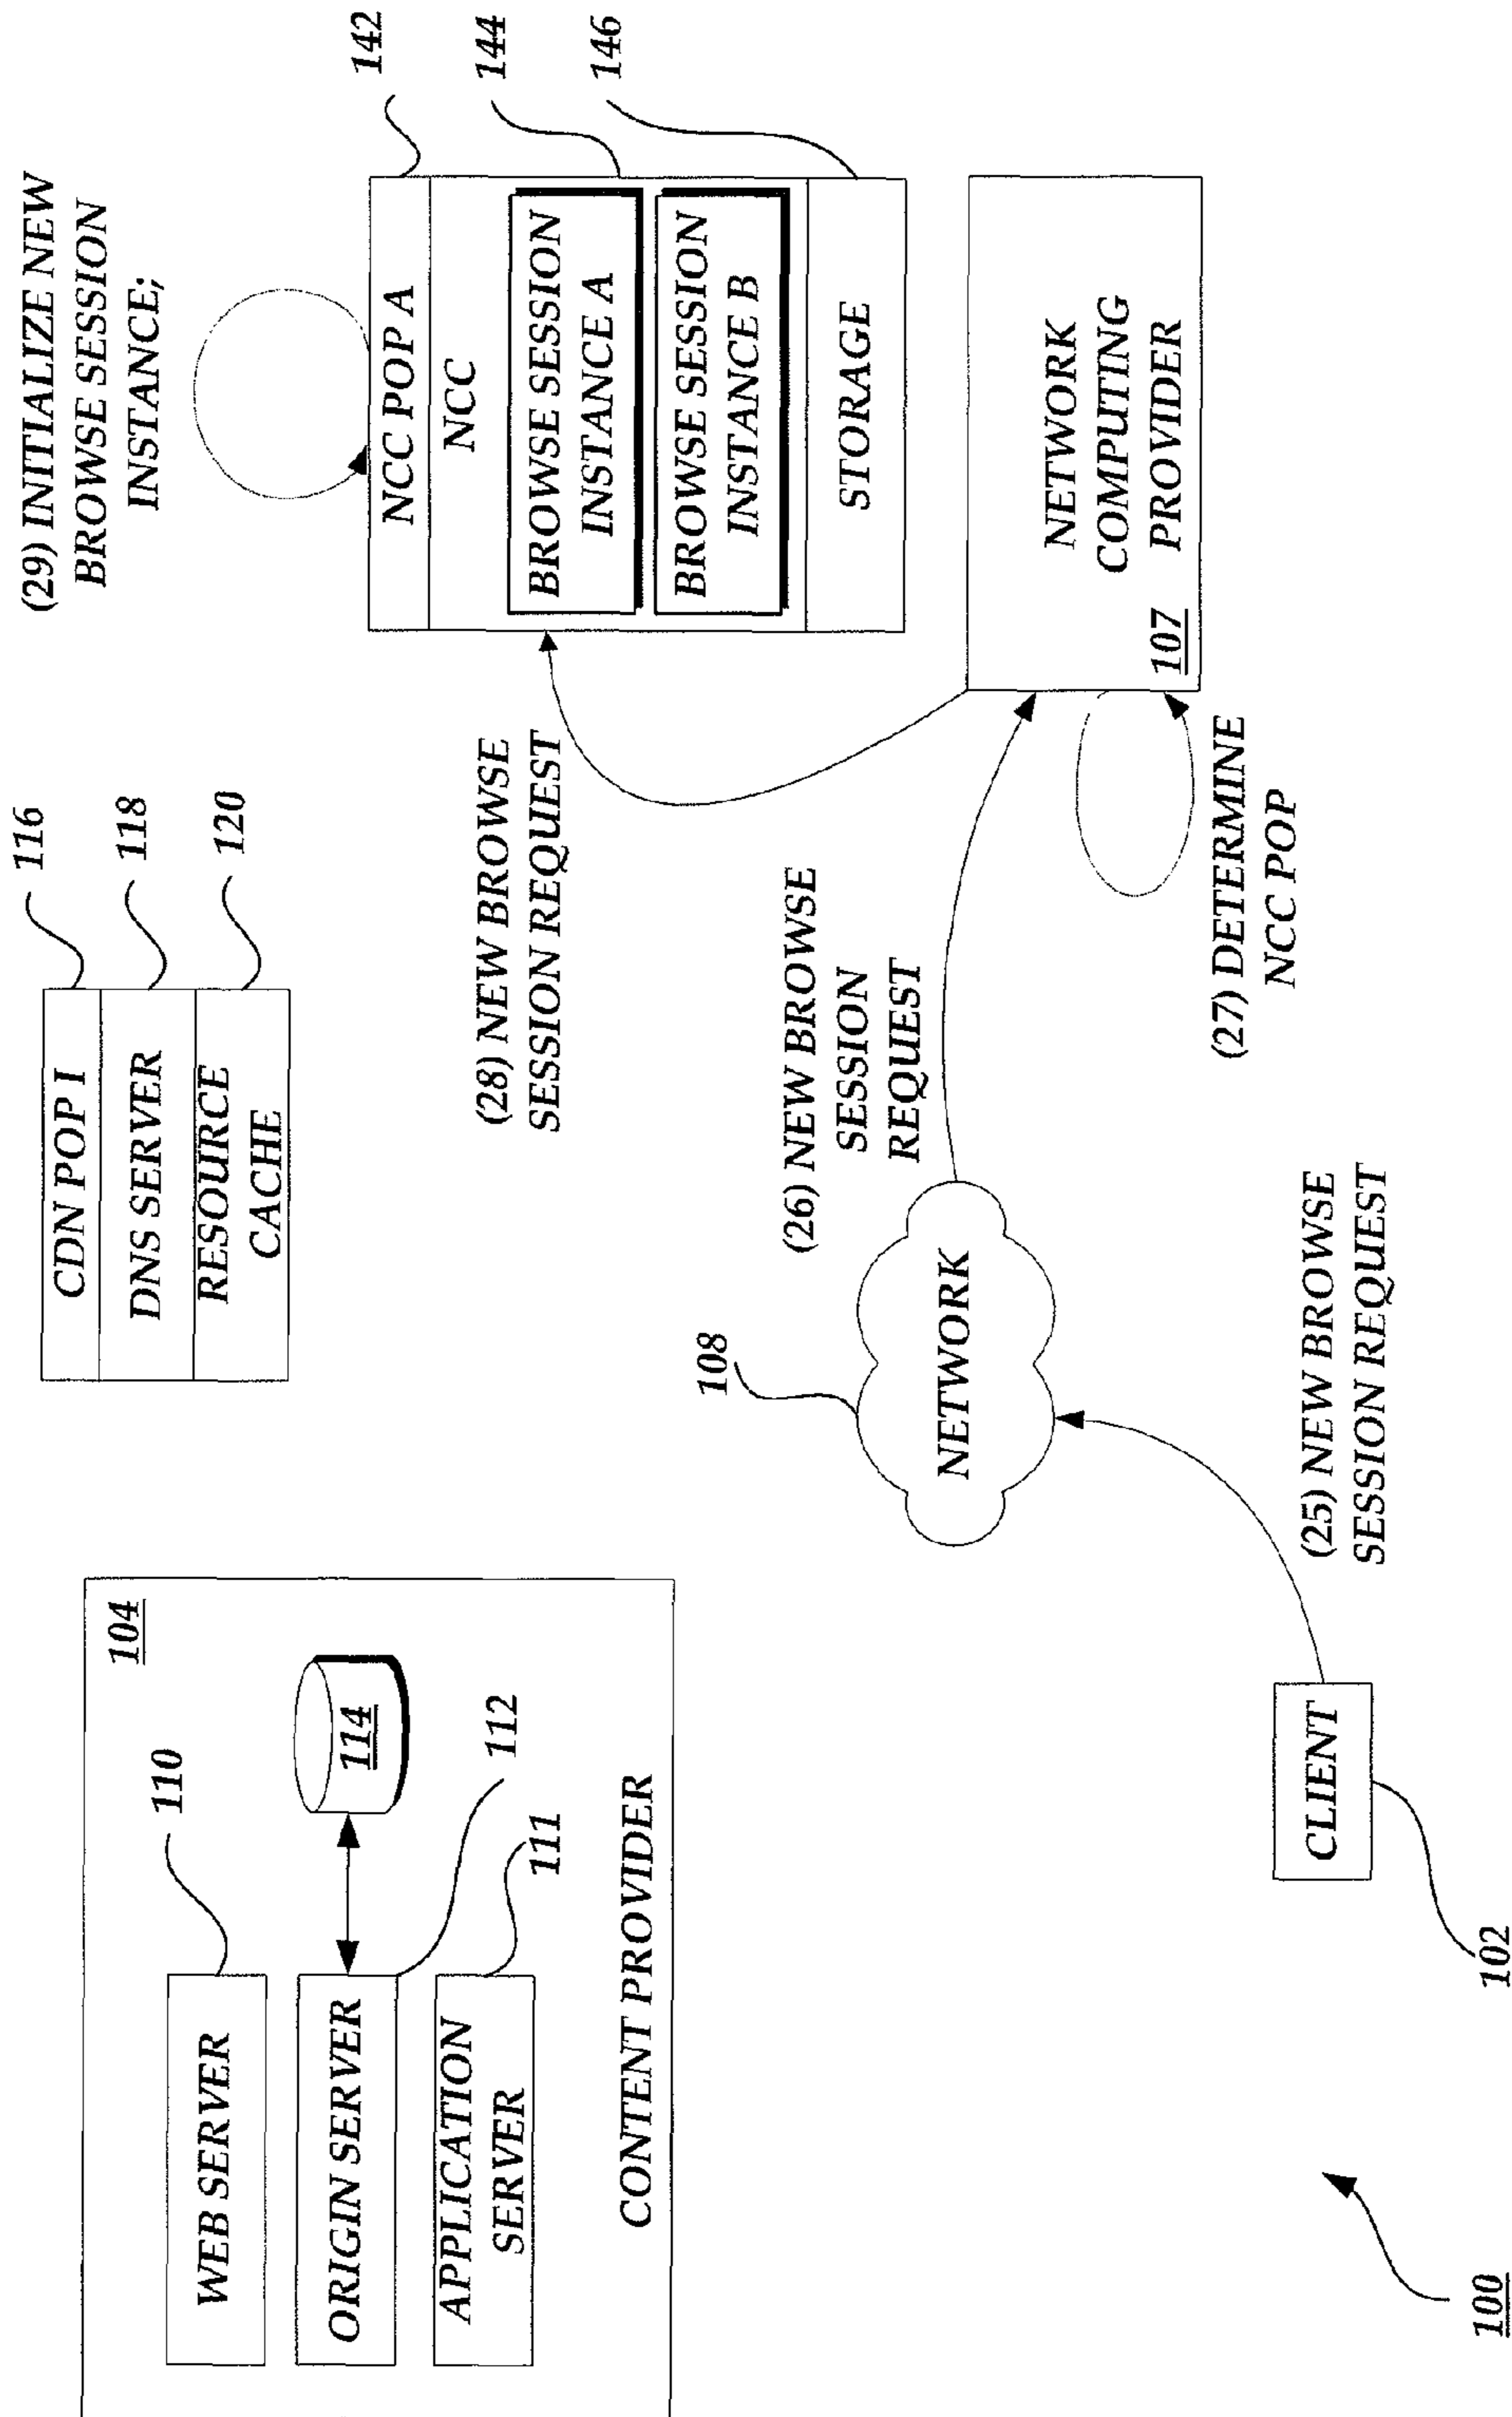 104
110
WEB SERVER
ORIGIN SERVER
114
112
APPLICATION
SERVER
111
CONTENT PROVIDER
116
CDN POP I
118
DNS SERVER
120
RESOURCE
CACHE
(29) INITIALIZE NEW
BROWSE SESSION
INSTANCE;
142
NCC POP A
NCC
144
BROWSE SESSION
INSTANCE A
BROWSE SESSION
INSTANCE B
146
STORAGE
(28) NEW BROWSE
SESSION REQUEST
NETWORK
COMPUTING
PROVIDER
107
108
NETWORK
(26) NEW BROWSE
SESSION
REQUEST
(27) DETERMINE
NCC POP
(25) NEW BROWSE
SESSION REQUEST
CLIENT
102
100